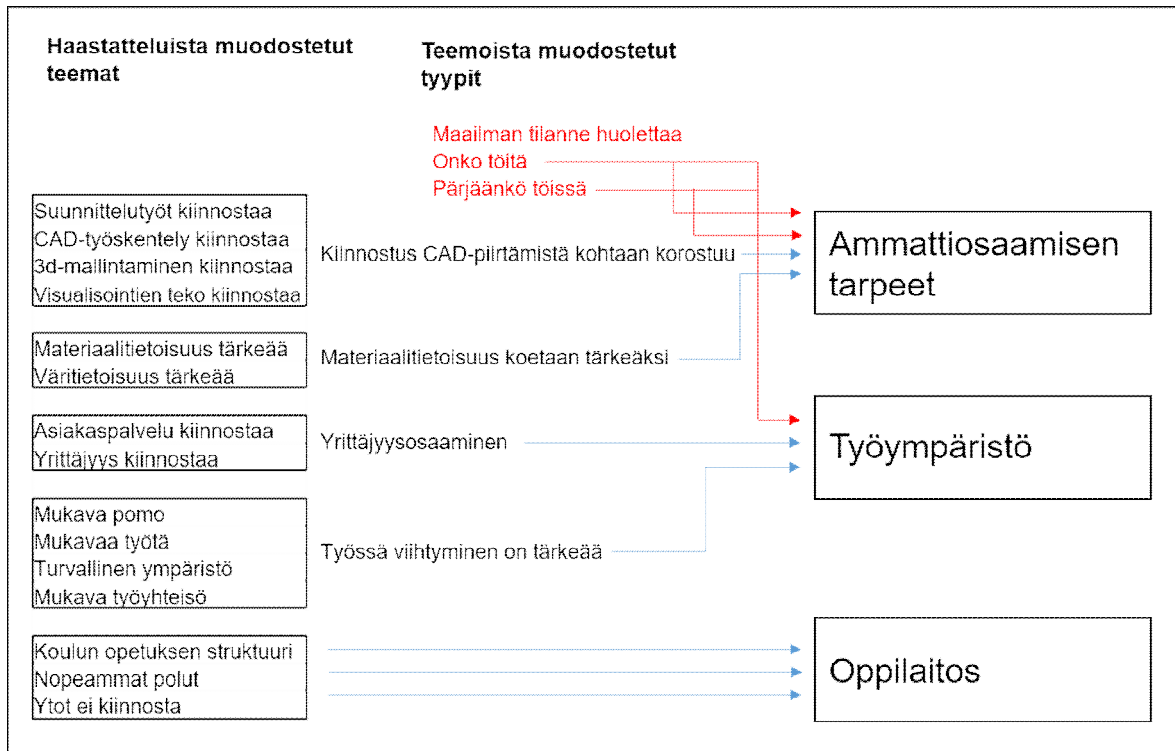 Haastatteluista muodostetut
teemat
Teemoista muodostetut
tyypit
Maailman tilanne huolettaa
Onko töitä
Pärjäänkö töissä
Suunnittelutyöt kiinnostaa
CAD-työskentely kiinnostaa
3d-mallintaminen kiinnostaa
Visualisointien teko kiinnostaa
Kiinnostus CAD-piirtämistä kohtaan korostuu
Ammattiosaamisen
tarpeet
Materiaalitietoisuus tärkeää
Väritietoisuus tärkeää
Materiaalitietoisuus koetaan tärkeäksi
Asiakaspalvelu kiinnostaa
Yrittäjyys kiinnostaa
Yrittäjyysosaaminen
Työympäristö
Mukava pomo
Mukavaa työtä
Turvallinen ympäristö
Mukava työyhteisö
Työssä viihtyminen on tärkeää
Koulun opetuksen struktuuri
Nopeammat polut
Ytot ei kiinnosta
Oppilaitos